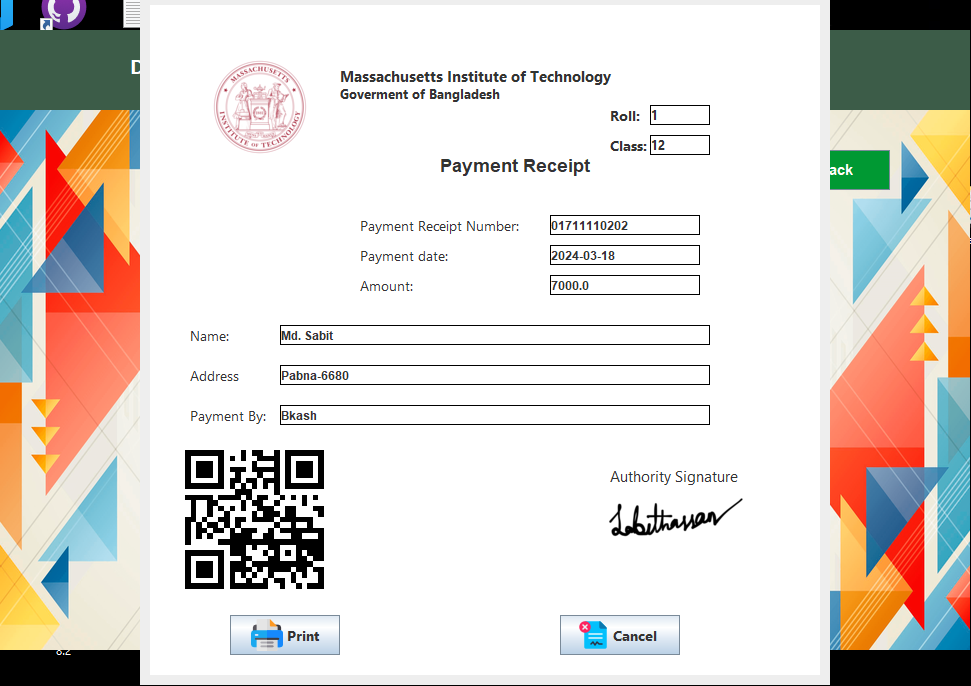 D
MASSACHUSETTS
INSTITUTE OF TECHNOLOGY
Massachusetts Institute of Technology
Goverment of Bangladesh
Roll: 1
Class: 12
Payment Receipt
ack
Payment Receipt Number: 01711110202
Payment date: 2024-03-18
Amount: 7000.0
Name: Md. Sabit
Address Pabna-6680
Payment By: Bkash
Authority Signature
Print
Cancel
8.2